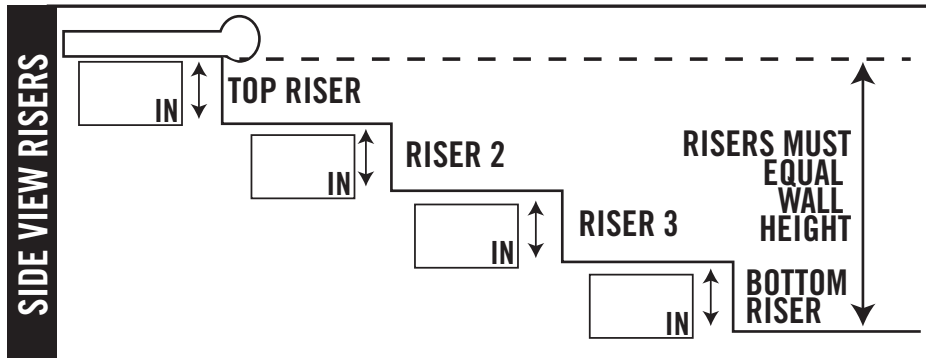 SIDE VIEW RISERS
IN
TOP RISER
IN
RISER 2
IN
RISER 3
IN
BOTTOM
RISER
RISERS MUST
EQUAL
WALL
HEIGHT